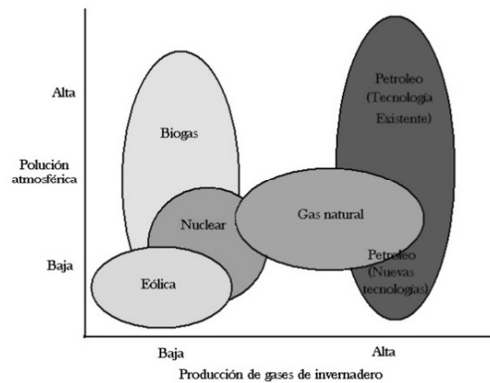 Alta
Polución
atmosférica
Baja
Biogas
Nuclear
Eólica
Gas natural
Petroleo
(Tecnología
Existente)
Petroleo
(Nuevas
tecnologías)
Baja
Alta
Producción de gases de invernadero